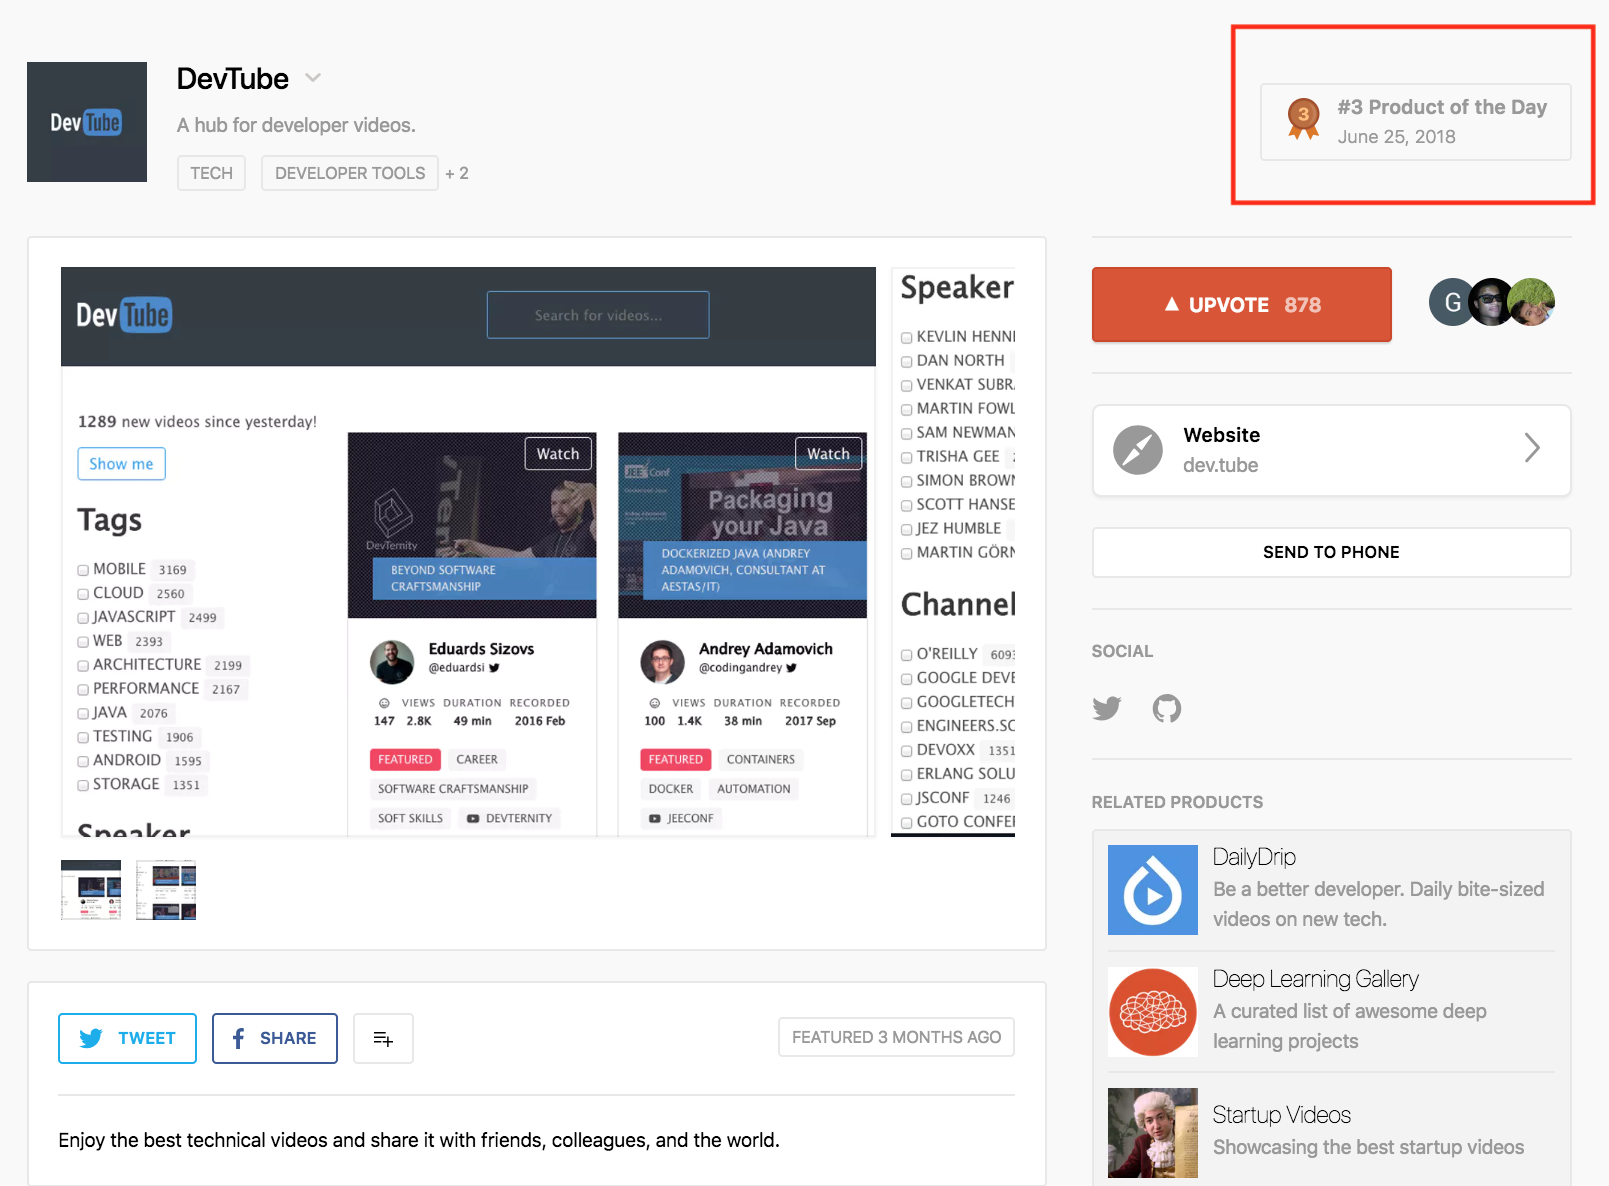 DevTube
DevTube
A hub for developer videos.
TECH
DEVELOPER TOOLS
+ 2
3
#3 Product of the Day
June 25, 2018
DevTube
Search for videos...
1289 new videos since yesterday!
Show me
Tags
MOBILE 3169
CLOUD 2560
JAVASCRIPT 2499
WEB 2393
ARCHITECTURE 2199
PERFORMANCE 2167
JAVA 2076
TESTING 1906
ANDROID 1595
STORAGE 1351
Speaker
Watch
DevTernity
BEYOND SOFTWARE
CRAFTSMANSHIP
Eduards Sizovs
@eduardsi
VIEWS DURATION RECORDED
147 2.8K 49 min 2016 Feb
FEATURED CAREER
SOFTWARE CRAFTSMANSHIP
SOFT SKILLS DEVTERNITY
Watch
JEEConf
Packaging
your Java
DOCKERIZED JAVA (ANDREY
ADAMOVICH, CONSULTANT AT
AESTAS/IT)
Andrey Adamovich
@codingandrey
VIEWS DURATION RECORDED
100 1.4K 38 min 2017 Sep
FEATURED CONTAINERS
DOCKER AUTOMATION
JEECONF
Speaker
KEVLIN HENNI
DAN NORTH
VENKAT SUBRA
MARTIN FOWL
SAM NEWMAN
TRISHA GEE
SIMON BROWN
SCOTT HANSE
JEZ HUMBLE
MARTIN GÖRN
Channel
O'REILLY 6093
GOOGLE DEVE
GOOGLETECH
ENGINEERS.SG
DEVOXX 1351
ERLANG SOLU
JSCONF 1246
GOTO CONFER
UPVOTE 878
G
Website
dev.tube
SEND TO PHONE
SOCIAL
RELATED PRODUCTS
DailyDrip
Be a better developer. Daily bite-sized
videos on new tech.
Deep Learning Gallery
A curated list of awesome deep
learning projects
Startup Videos
Showcasing the best startup videos
TWEET
SHARE
FEATURED 3 MONTHS AGO
Enjoy the best technical videos and share it with friends, colleagues, and the world.